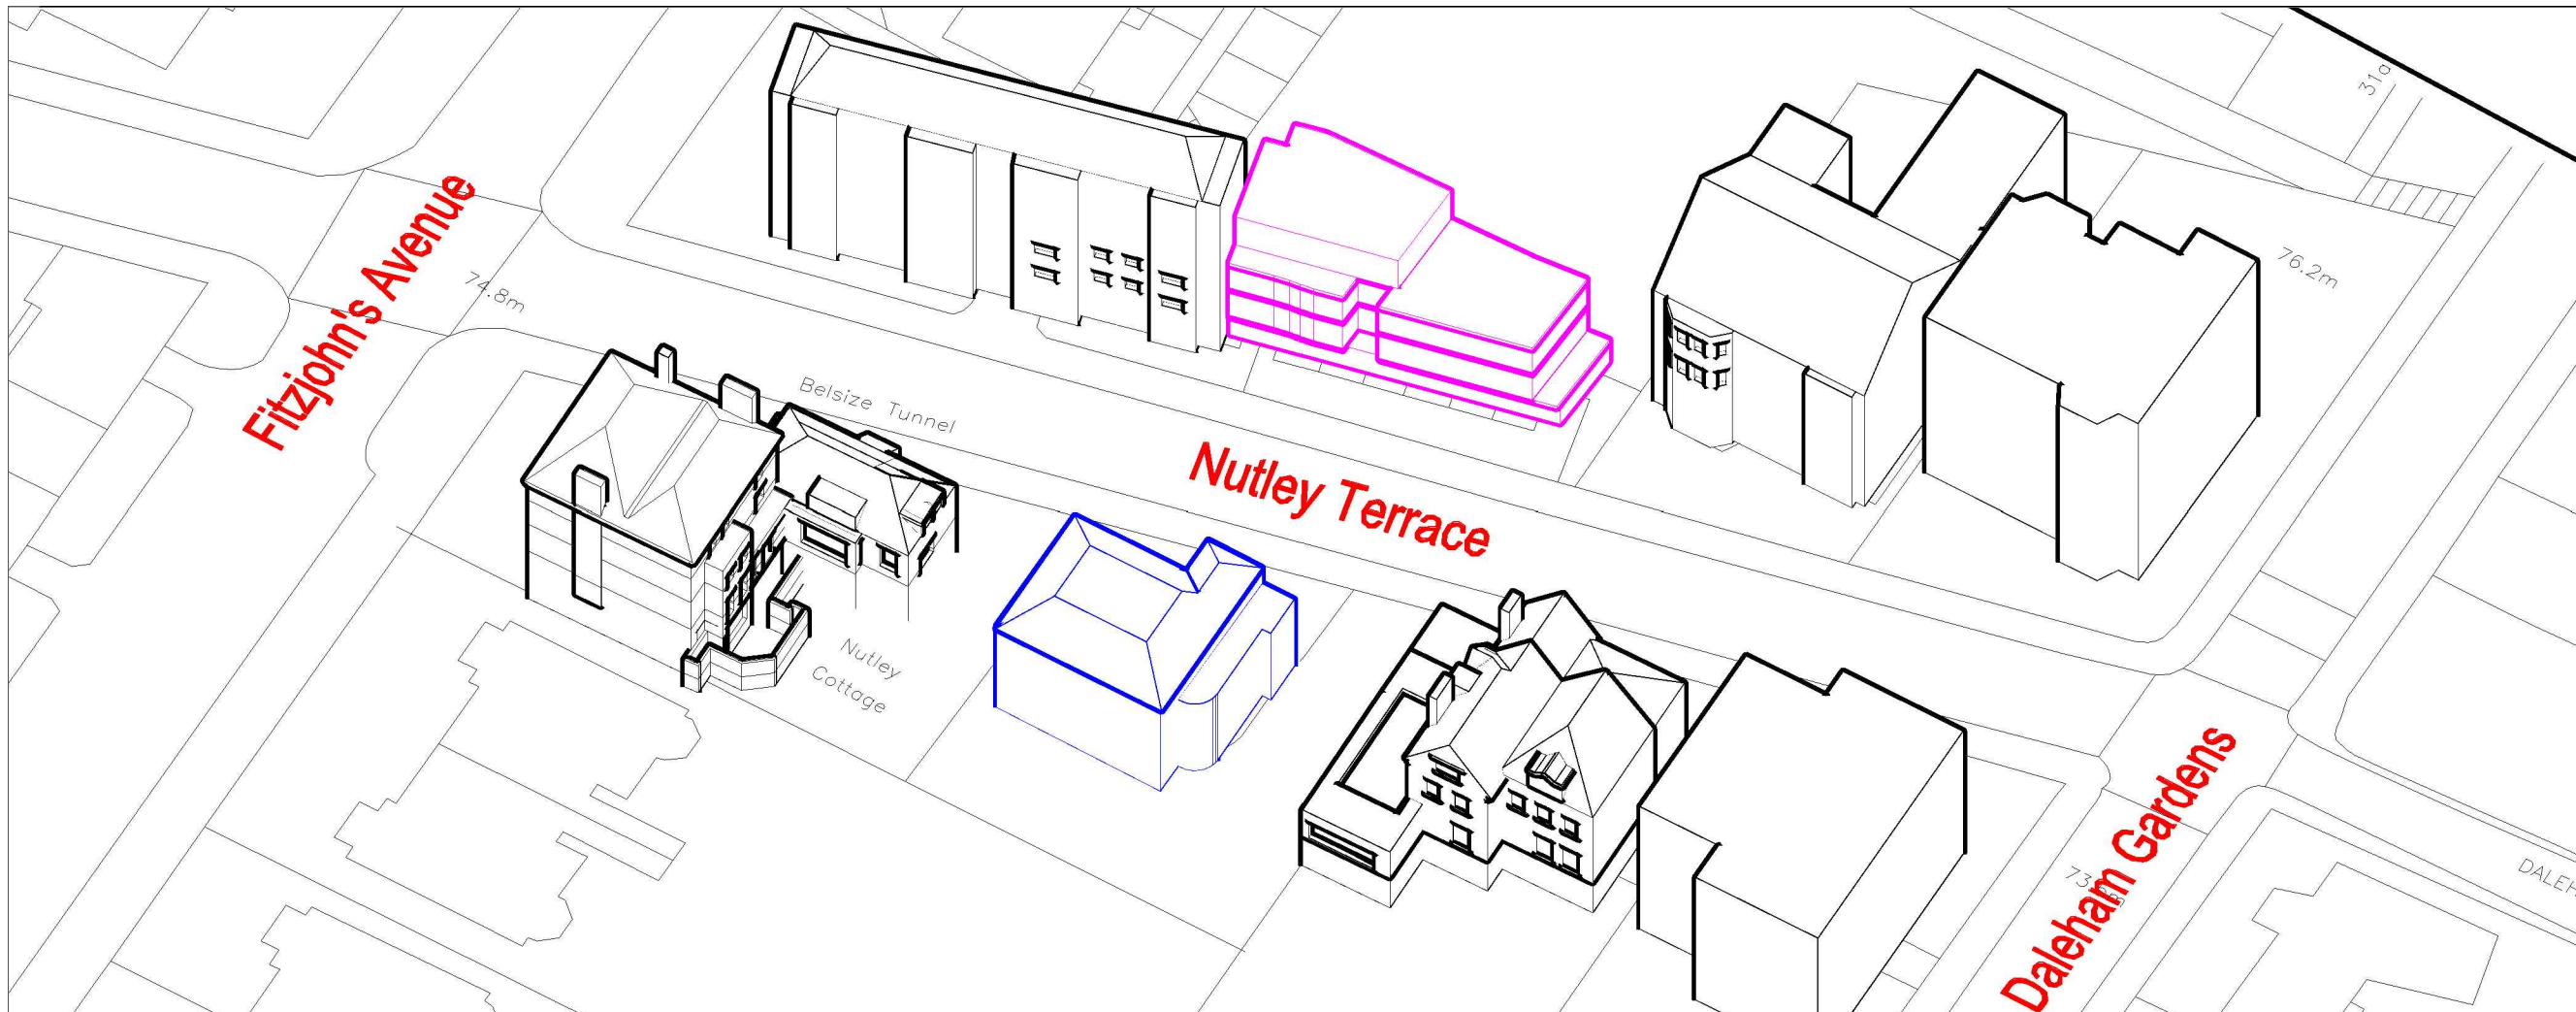 31a
Fitzjohn's Avenue
74.8m
76.2m
Belsize Tunnel
Nutley Terrace
Nutley
Cottage
Daleham Gardens